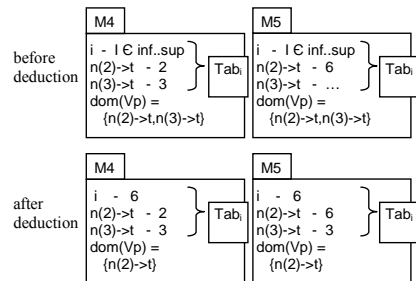 M4
M5
before
deduction
i - I Є inf..sup
n(2)->t - 2
n(3)->t - 3
dom(Vp) =
{n(2)->t,n(3)->t}
Tabi
i - I Є inf..sup
n(2)->t - 6
n(3)->t - ...
dom(Vp) =
{n(2)->t,n(3)->t}
Tabi
M4
M5
after
deduction
i - 6
n(2)->t - 2
n(3)->t - 3
dom(Vp) =
{n(2)->t}
Tabi
i - 6
n(2)->t - 6
n(3)->t - 3
dom(Vp) =
{n(2)->t}
Tabi